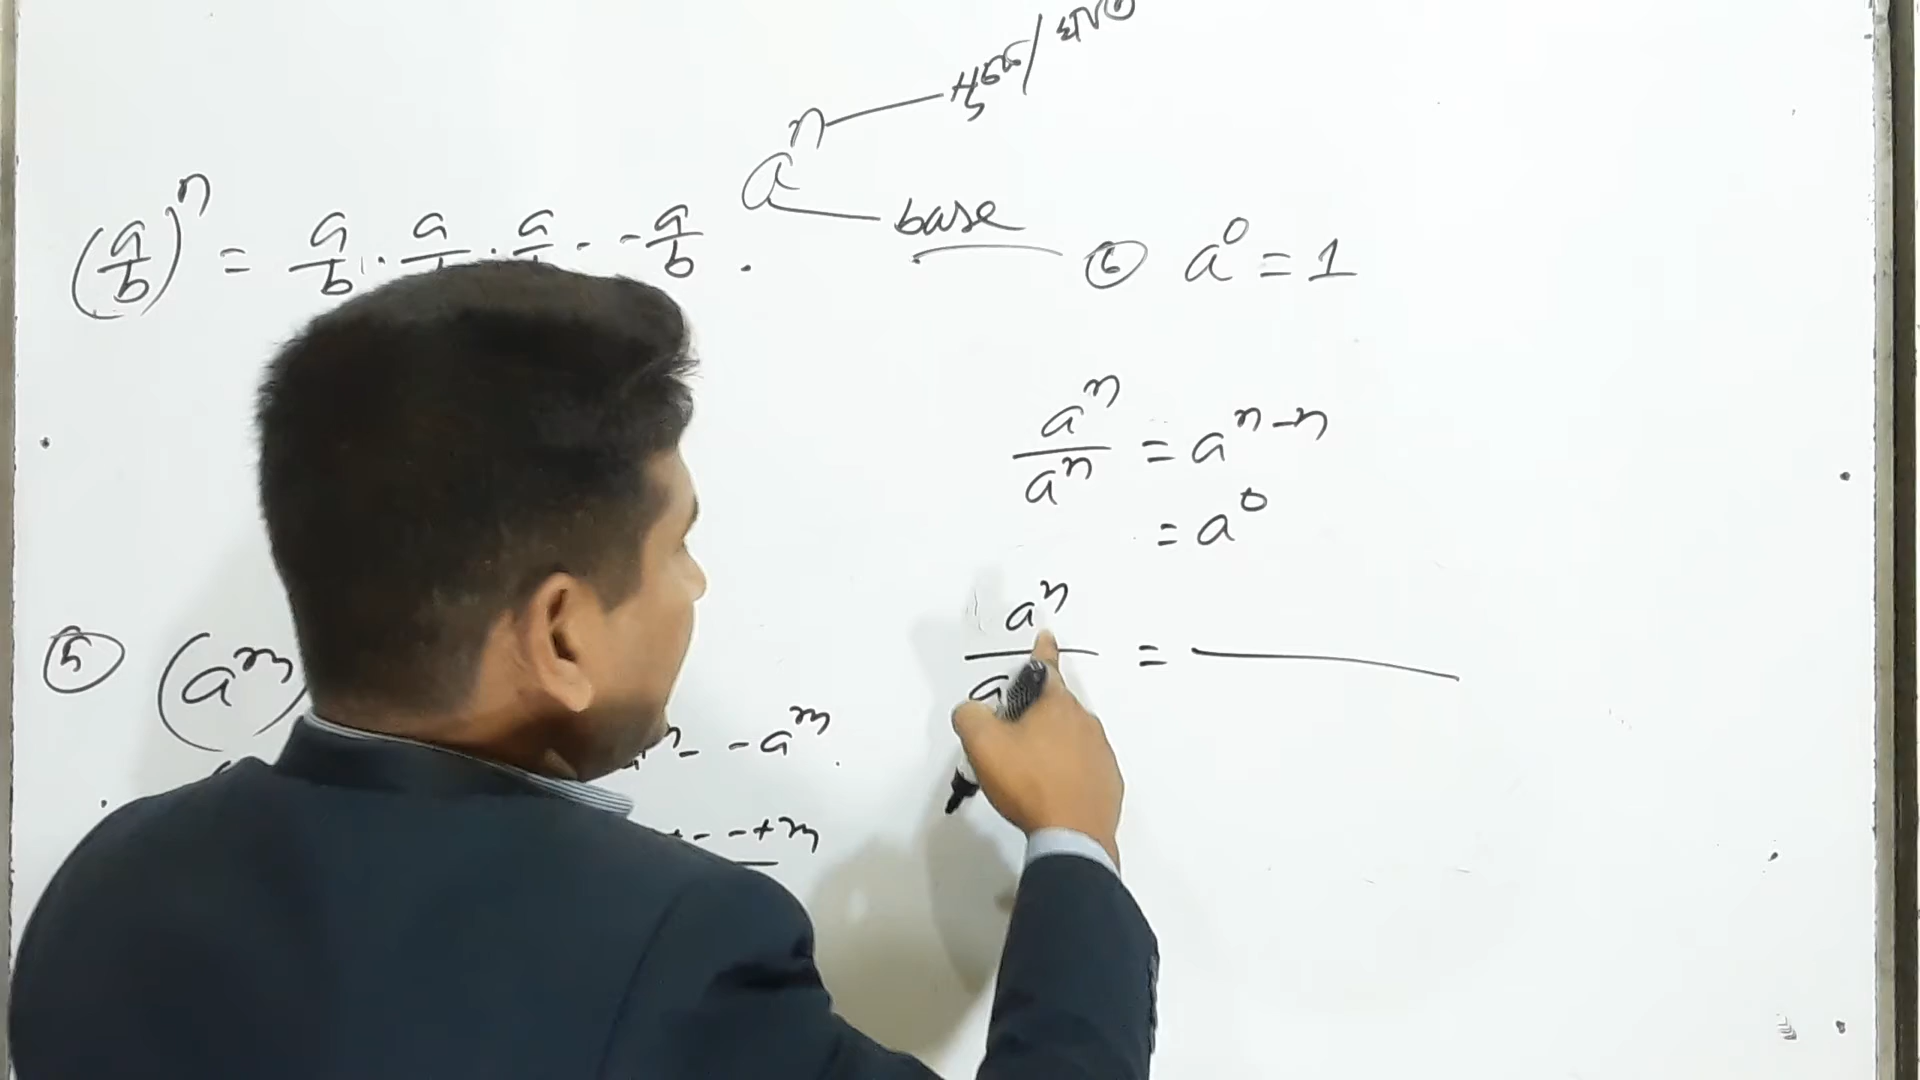 a^n — সূচক/ঘাত
base
(a/b)^n = a/b · a/ · a/ · - - a/b .
⑥ a^0 = 1
a^n/a^n = a^(n-n)
= a^0
a^n/a =
⑤ (a^m)
- - a^m .
- - + m